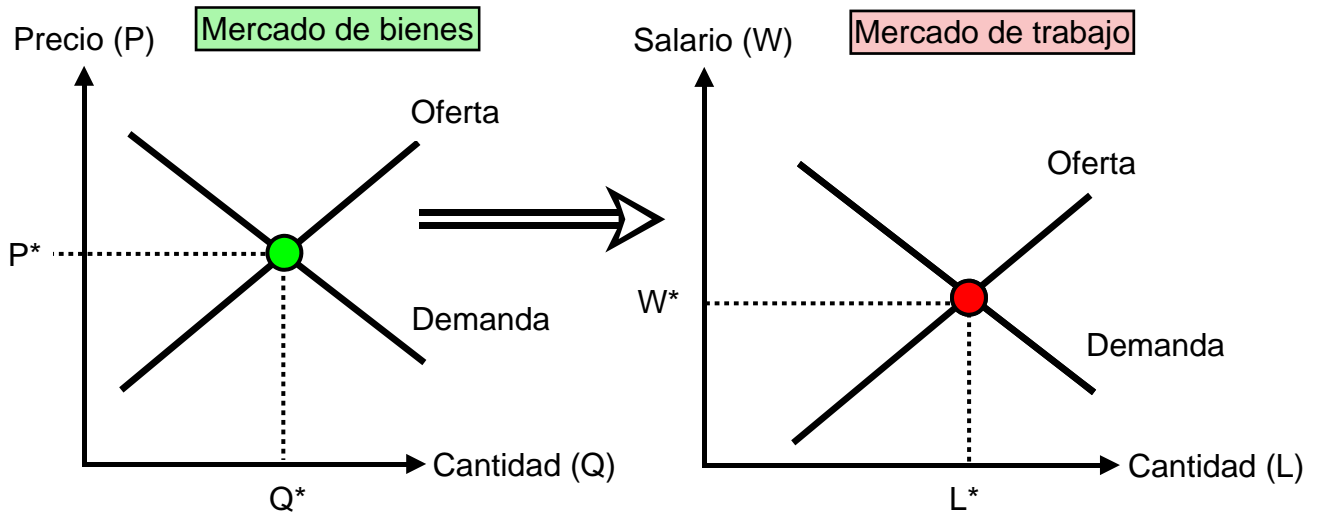 Mercado de bienes
Precio (P)
Oferta
P*
Demanda
Cantidad (Q)
Q*
Mercado de trabajo
Salario (W)
Oferta
W*
Demanda
Cantidad (L)
L*